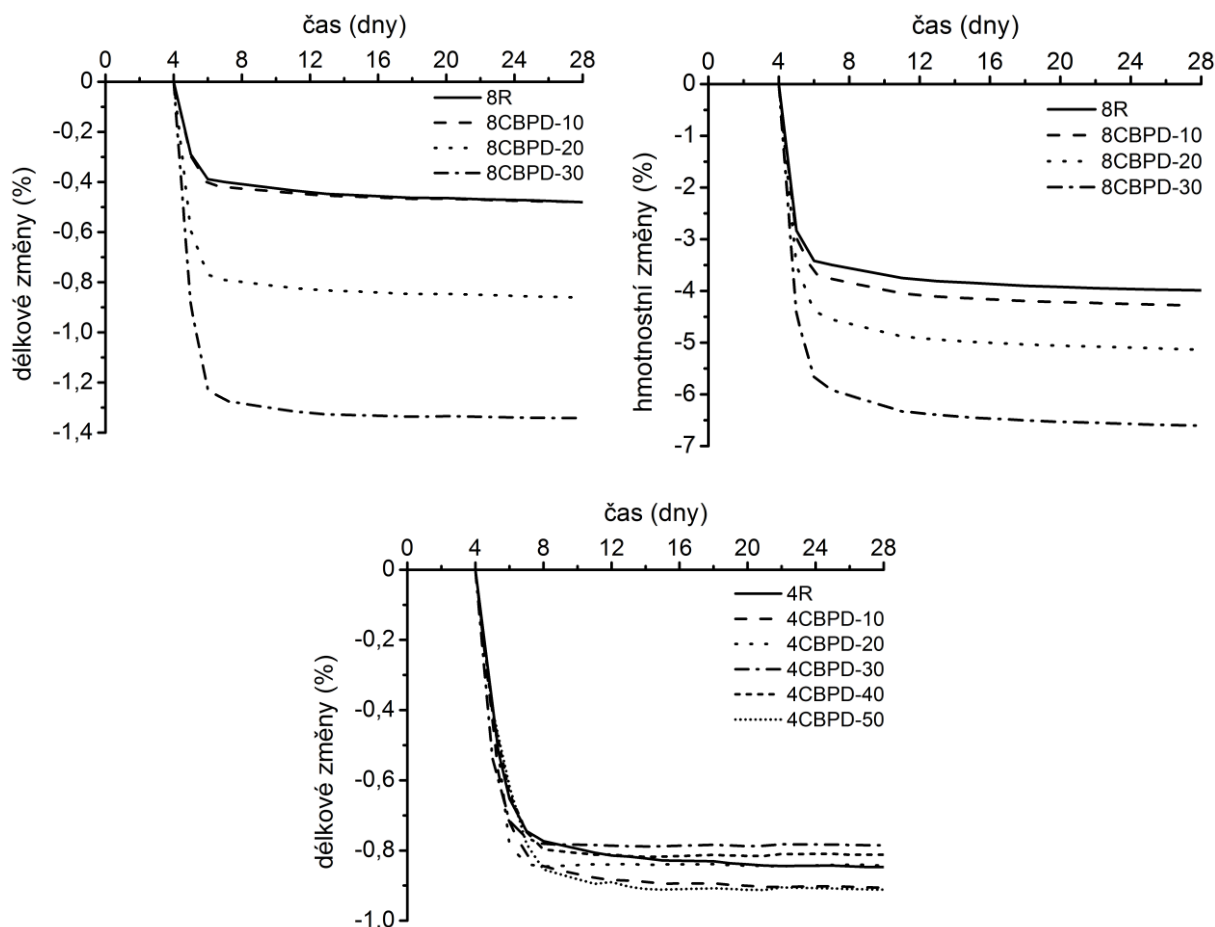 čas (dny)
0 4 8 12 16 20 24 28
0
-0,2
-0,4
-0,6
-0,8
-1,0
-1,2
-1,4
délkové změny (%)
8R
8CBPD-10
8CBPD-20
8CBPD-30
čas (dny)
0 4 8 12 16 20 24 28
0
-1
-2
-3
-4
-5
-6
-7
hmotnostní změny (%)
8R
8CBPD-10
8CBPD-20
8CBPD-30
čas (dny)
0 4 8 12 16 20 24 28
0
-0,2
-0,4
-0,6
-0,8
-1,0
délkové změny (%)
4R
4CBPD-10
4CBPD-20
4CBPD-30
4CBPD-40
4CBPD-50